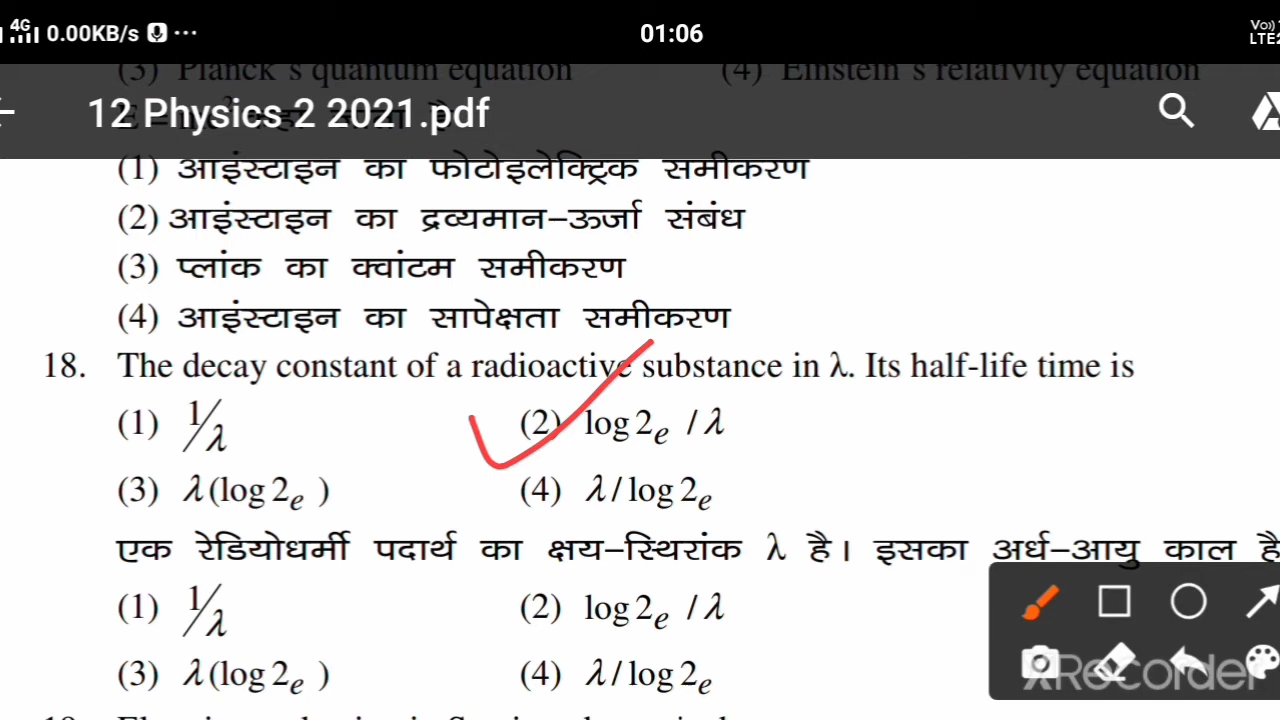 4G 0.00KB/s ... 01:06 Vo)) LTE2
(3) Planck's quantum equation (4) Einstein's relativity equation
12 Physics 2 2021.pdf
(1) आइंस्टाइन का फोटोइलेक्ट्रिक समीकरण
(2) आइंस्टाइन का द्रव्यमान–ऊर्जा संबंध
(3) प्लांक का क्वांटम समीकरण
(4) आइंस्टाइन का सापेक्षता समीकरण
18. The decay constant of a radioactive substance in λ. Its half-life time is
(1) 1/λ (2) log 2e / λ
(3) λ(log 2e ) (4) λ/log 2e
एक रेडियोधर्मी पदार्थ का क्षय–स्थिरांक λ है। इसका अर्ध–आयु काल है
(1) 1/λ (2) log 2e / λ
(3) λ(log 2e ) (4) λ/log 2e
XRecorder